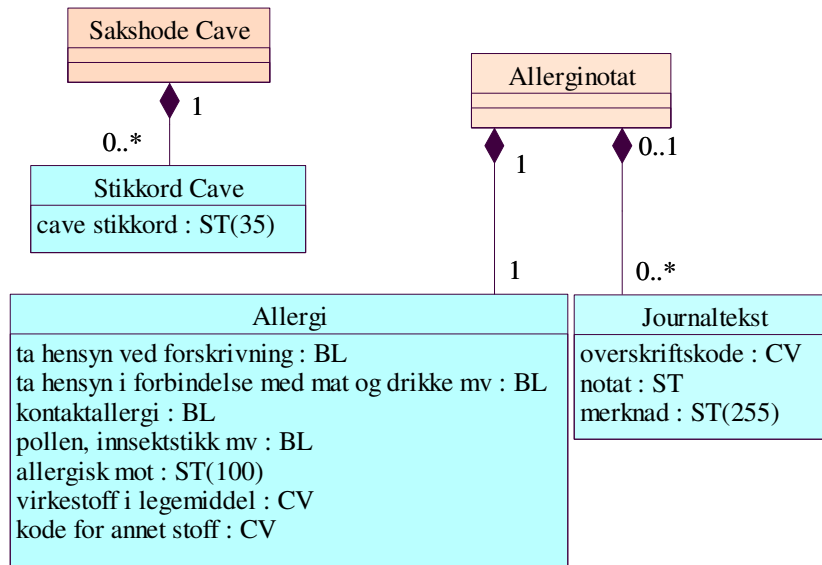 Sakshode Cave
1
0..*
Stikkord Cave
cave stikkord : ST(35)
Allerginotat
1
0..1
1
0..*
Allergi
ta hensyn ved forskrivning : BL
ta hensyn i forbindelse med mat og drikke mv : BL
kontaktallergi : BL
pollen, innsektstikk mv : BL
allergisk mot : ST(100)
virkestoff i legemiddel : CV
kode for annet stoff : CV
Journaltekst
overskriftskode : CV
notat : ST
merknad : ST(255)